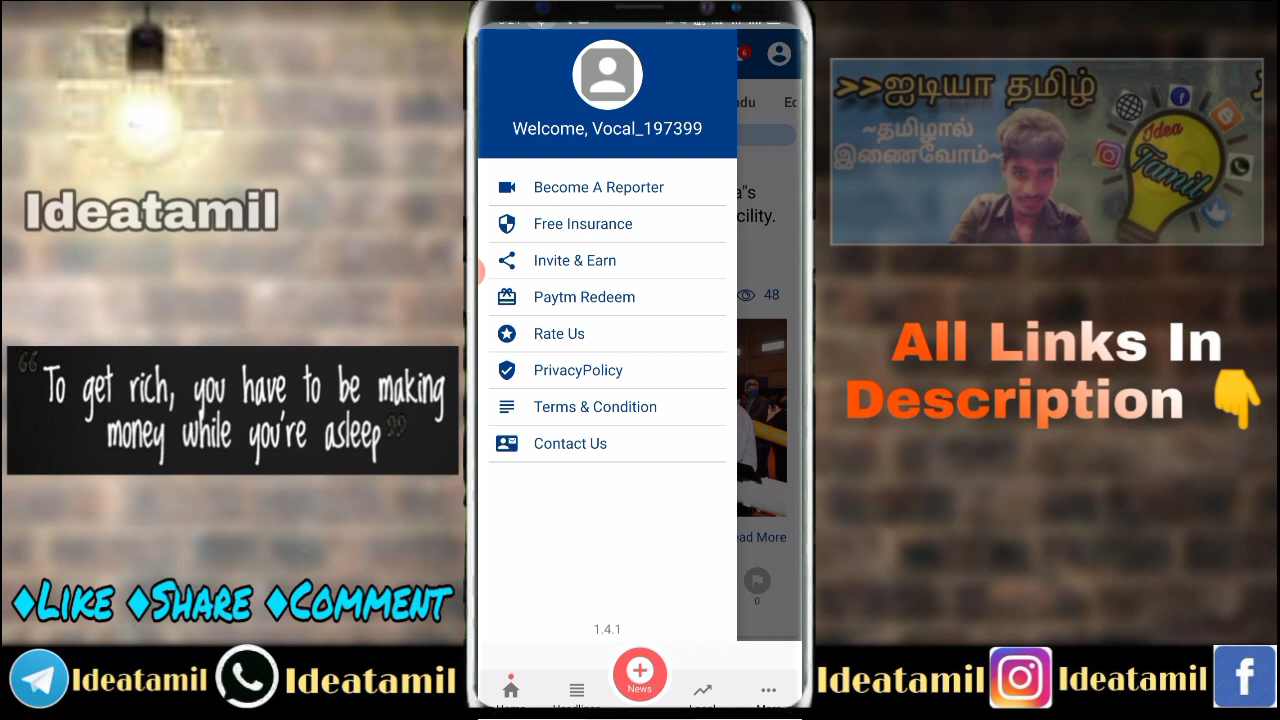 Ideatamil
“To get rich, you have to be making
money while you're asleep”
♦LIKE ♦SHARE ♦COMMENT
Ideatamil
Ideatamil
6
Welcome, Vocal_197399
Become A Reporter
Free Insurance
Invite & Earn
Paytm Redeem
Rate Us
PrivacyPolicy
Terms & Condition
Contact Us
1.4.1
News
48
cility.
ead More
0
>>ஐடியா தமிழ்
~தமிழால்
இணைவோம்~
Idea
Tamil
All Links In
Description 👇
Ideatamil
Ideatamil